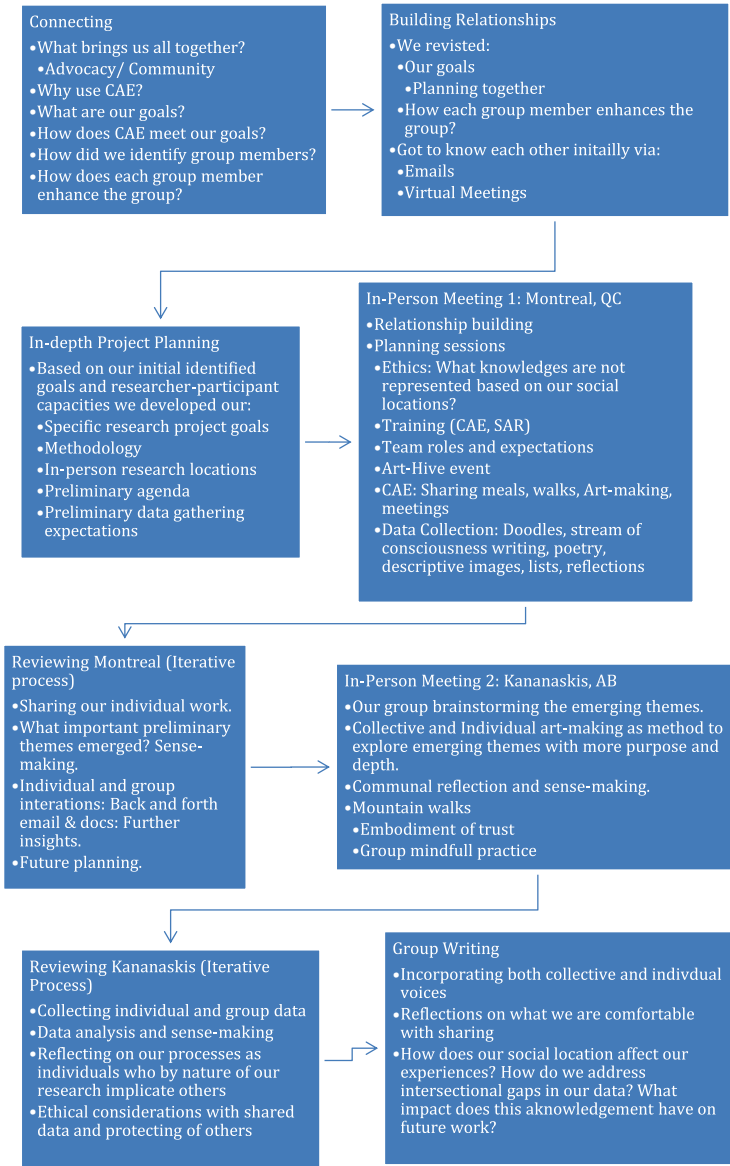 Connecting
•What brings us all together?
•Advocacy/ Community
•Why use CAE?
•What are our goals?
•How does CAE meet our goals?
•How did we identify group members?
•How does each group member
enhance the group?
Building Relationships
•We revisted:
•Our goals
•Planning together
•How each group member enhances the
group?
•Got to know each other initailly via:
•Emails
•Virtual Meetings
In-depth Project Planning
•Based on our initial identified
goals and researcher-participant
capacities we developed our:
•Specific research project goals
•Methodology
•In-person research locations
•Preliminary agenda
•Preliminary data gathering
expectations
In-Person Meeting 1: Montreal, QC
•Relationship building
•Planning sessions
•Ethics: What knowledges are not
represented based on our social
locations?
•Training (CAE, SAR)
•Team roles and expectations
•Art-Hive event
•CAE: Sharing meals, walks, Art-making,
meetings
•Data Collection: Doodles, stream of
consciousness writing, poetry,
descriptive images, lists, reflections
Reviewing Montreal (Iterative
process)
•Sharing our individual work.
•What important preliminary
themes emerged? Sense-
making.
•Individual and group
interations: Back and forth
email & docs: Further
insights.
•Future planning.
In-Person Meeting 2: Kananaskis, AB
•Our group brainstorming the emerging themes.
•Collective and Individual art-making as method to
explore emerging themes with more purpose and
depth.
•Communal reflection and sense-making.
•Mountain walks
•Embodiment of trust
•Group mindfull practice
Reviewing Kananaskis (Iterative
Process)
•Collecting individual and group data
•Data analysis and sense-making
•Reflecting on our processes as
individuals who by nature of our
research implicate others
•Ethical considerations with shared
data and protecting of others
Group Writing
•Incorporating both collective and indivdual
voices
•Reflections on what we are comfortable
with sharing
•How does our social location affect our
experiences? How do we address
intersectional gaps in our data? What
impact does this aknowledgement have on
future work?